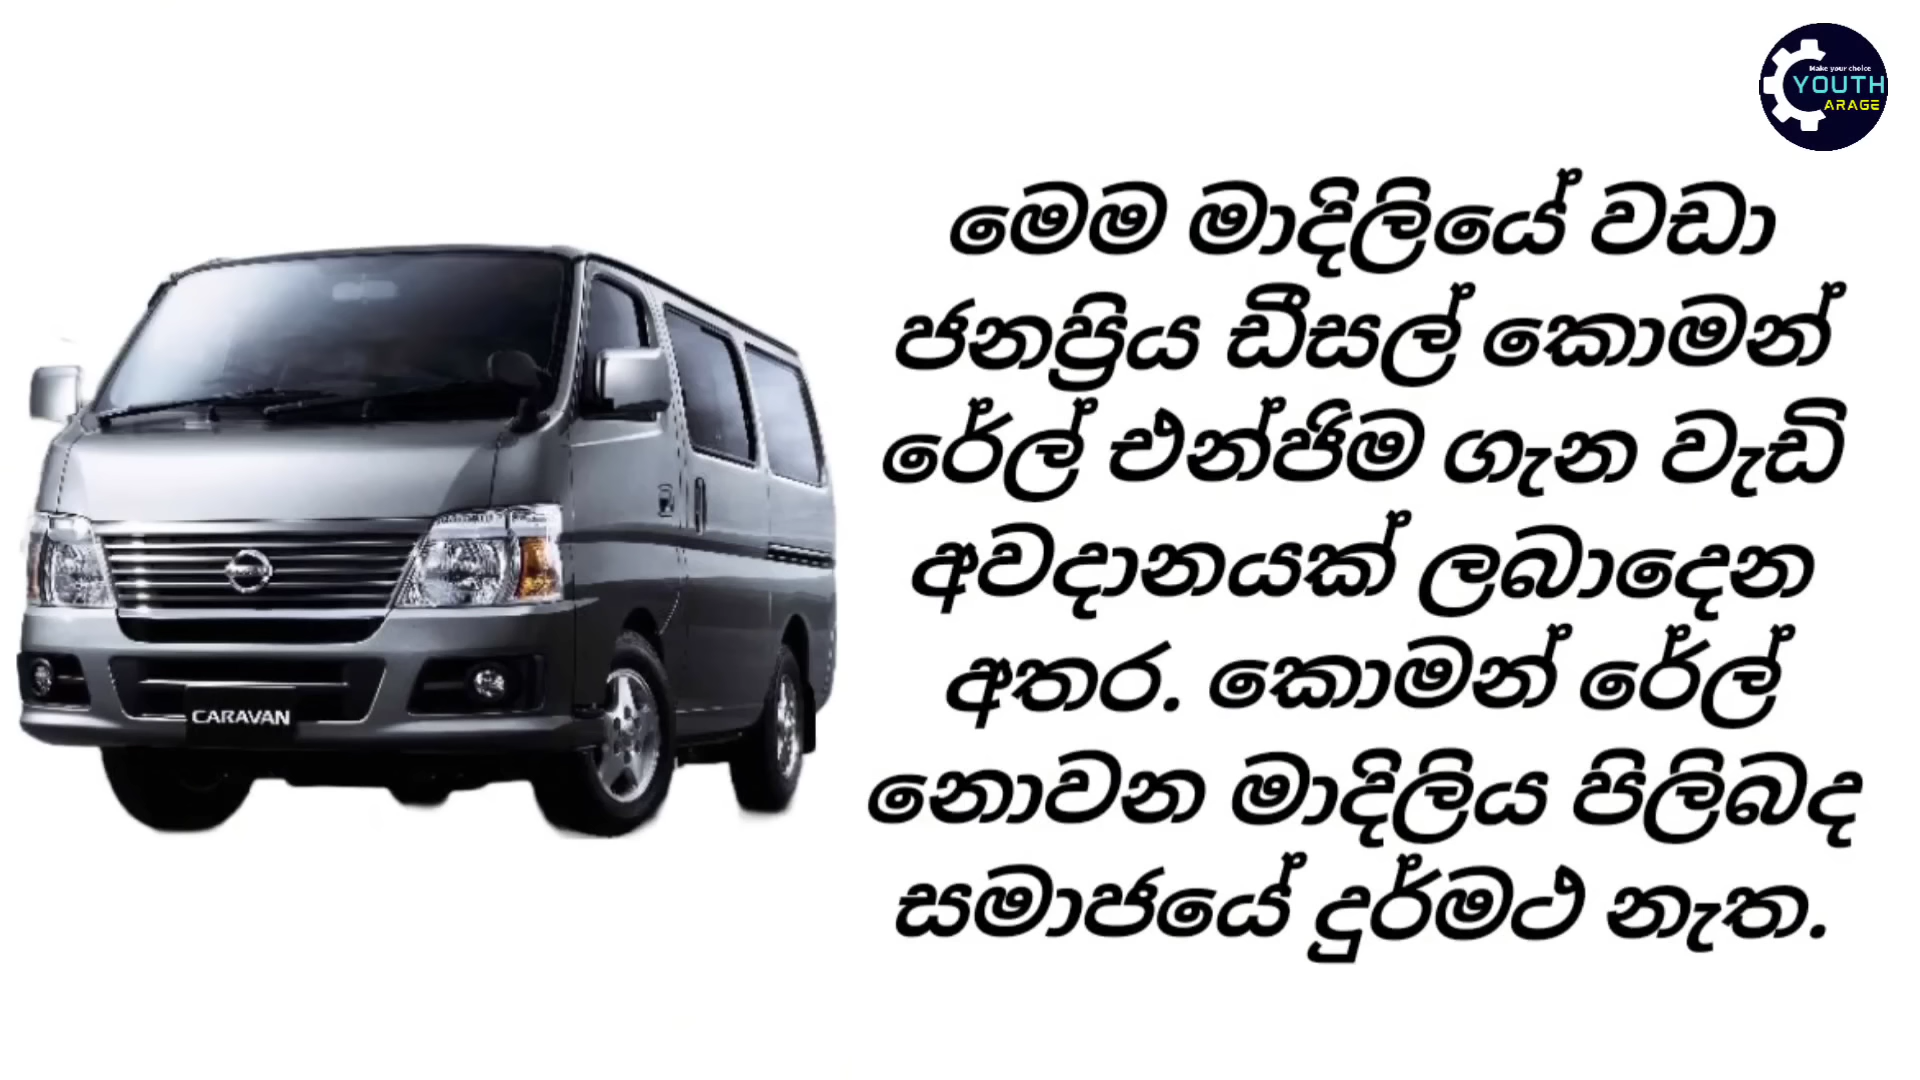 Make your choice
YOUTH
ARAGE
මෙම මාදිලියේ වඩා
ජනප්‍රිය ඩීසල් කොමන්
රේල් එන්ජිම ගැන වැඩි
අවදානයක් ලබාදෙන
අතර. කොමන් රේල්
නොවන මාදිලිය පිලිබද
සමාජයේ දුර්මථ නැත.
CARAVAN